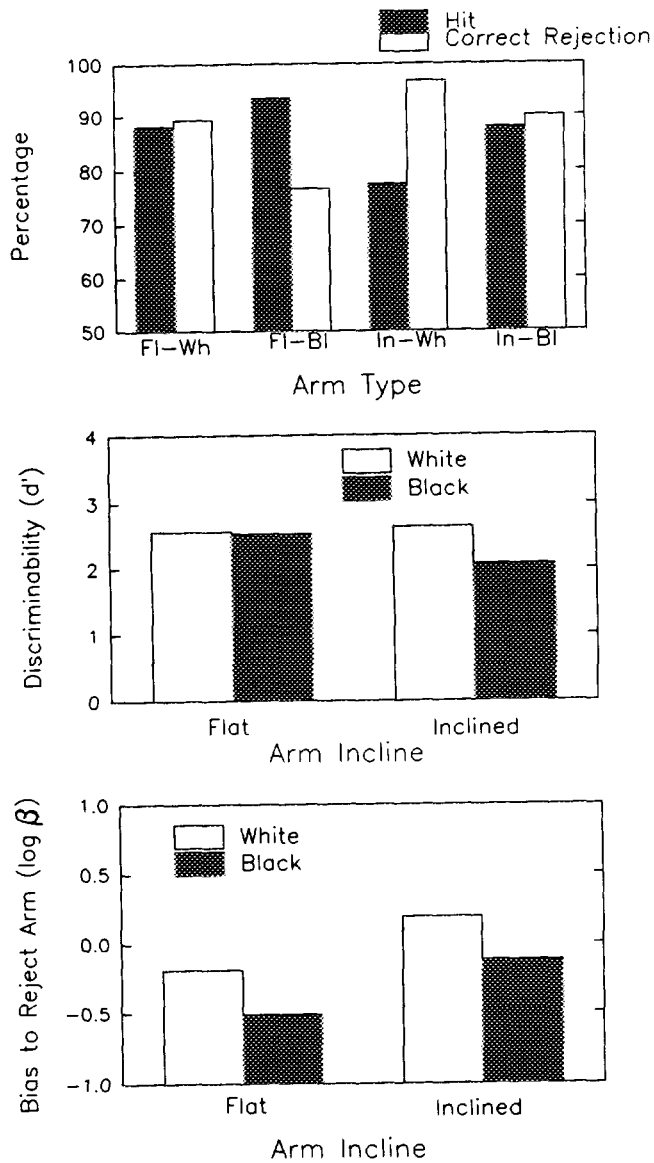 Hit
Correct Rejection
100
90
80
70
60
50
Percentage
Fl-Wh
Fl-Bl
In-Wh
In-Bl
Arm Type
4
3
2
1
0
Discriminability (d')
White
Black
Flat
Inclined
Arm Incline
1.0
0.5
0.0
-0.5
-1.0
Bias to Reject Arm (log β)
White
Black
Flat
Inclined
Arm Incline